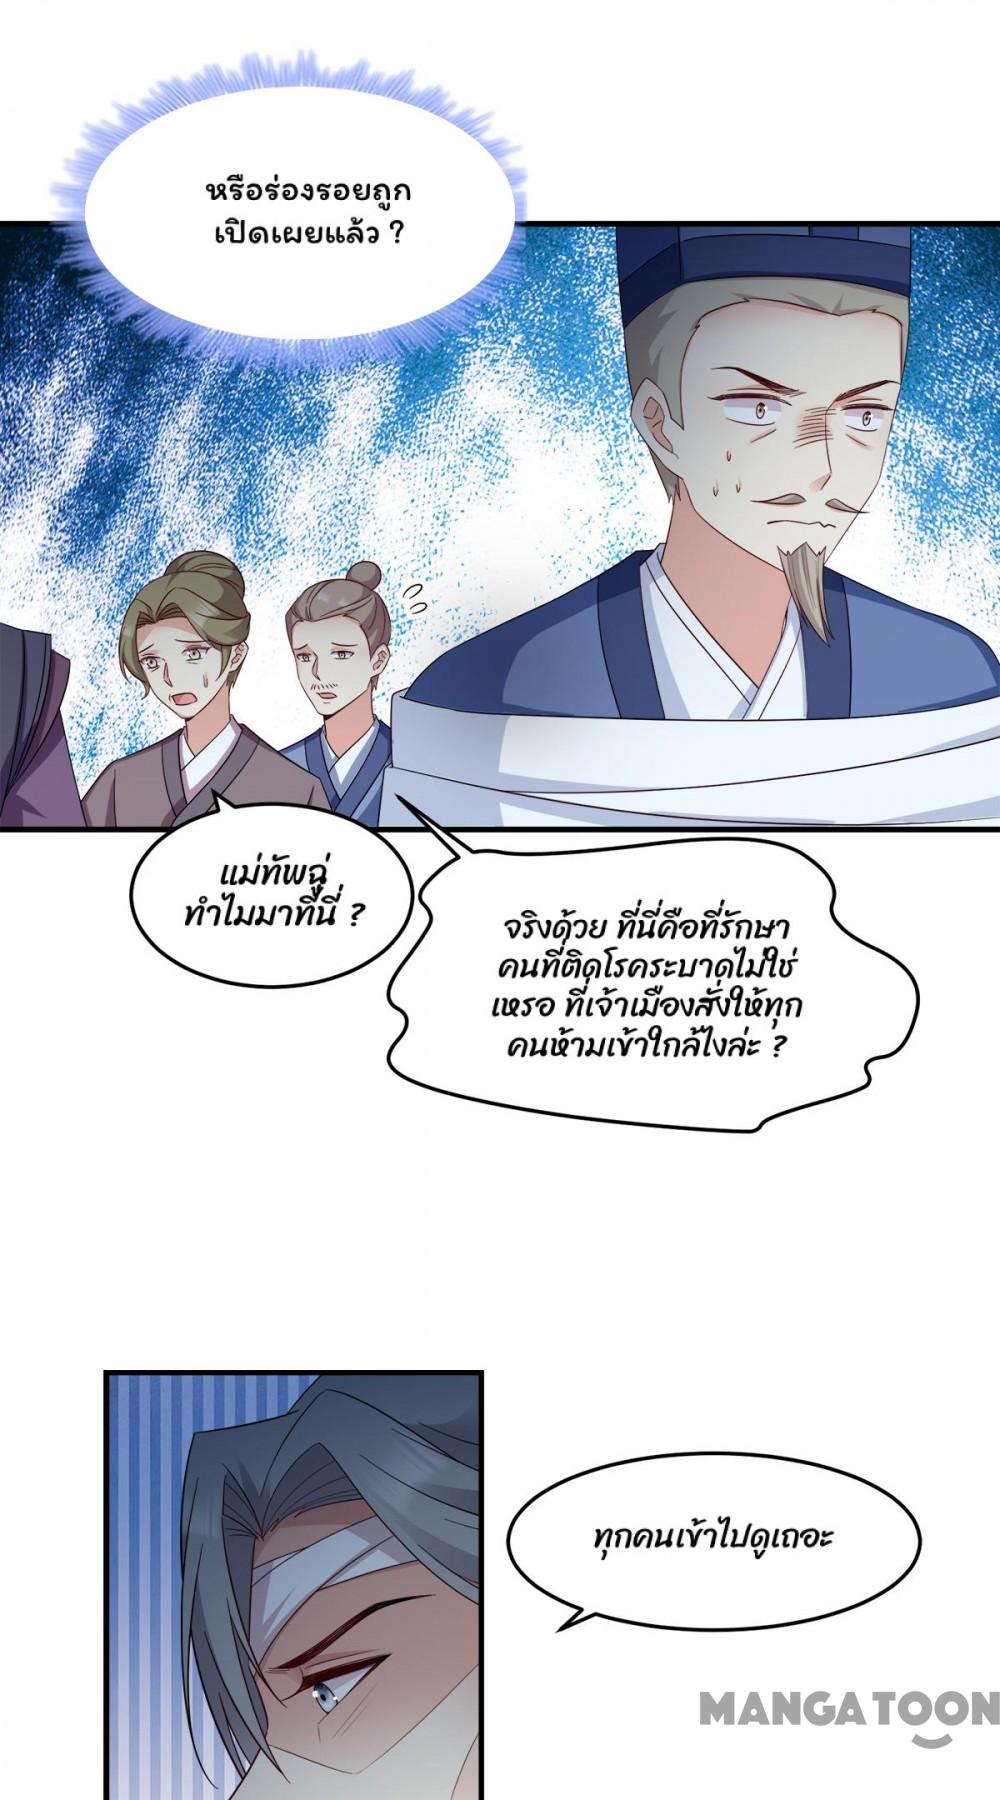 หรือร่องรอยถูก
เปิดเผยแล้ว ?
แม่ทัพฉู่
ทำไมมาที่นี่ ?
จริงด้วย ที่นี่คือที่รักษา
คนที่ติดโรคระบาดไม่ใช่
เหรอ ที่เจ้าเมืองสั่งให้ทุก
คนห้ามเข้าใกล้ไงล่ะ ?
ทุกคนเข้าไปดูเถอะ
MANGATOON